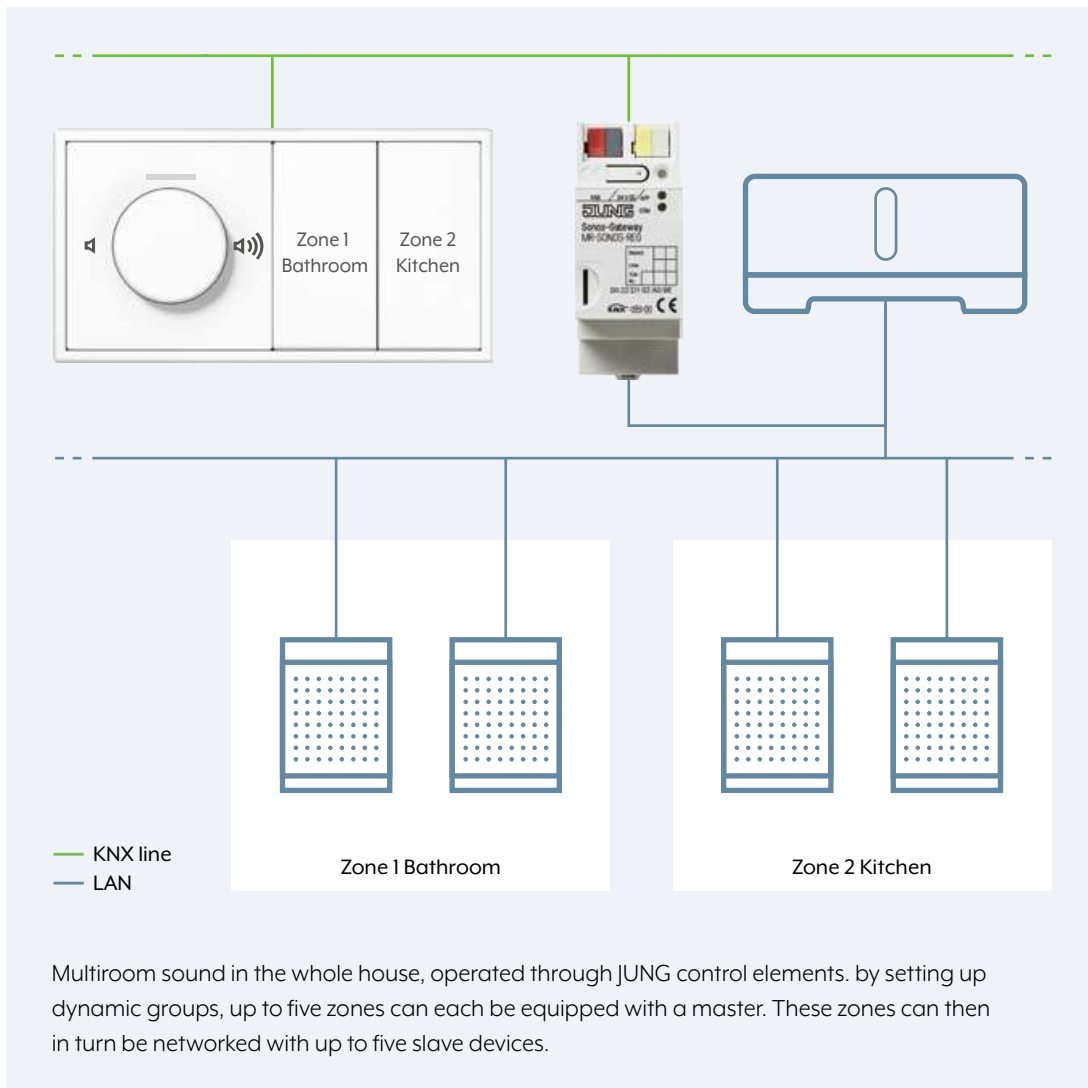 Zone 1
Bathroom
Zone 2
Kitchen
JUNG
Sonos-Gateway
MR-SONOS-REG
KNX
CE
Zone 1 Bathroom
Zone 2 Kitchen
KNX line
LAN
Multiroom sound in the whole house, operated through JUNG control elements. by setting up
dynamic groups, up to five zones can each be equipped with a master. These zones can then
in turn be networked with up to five slave devices.